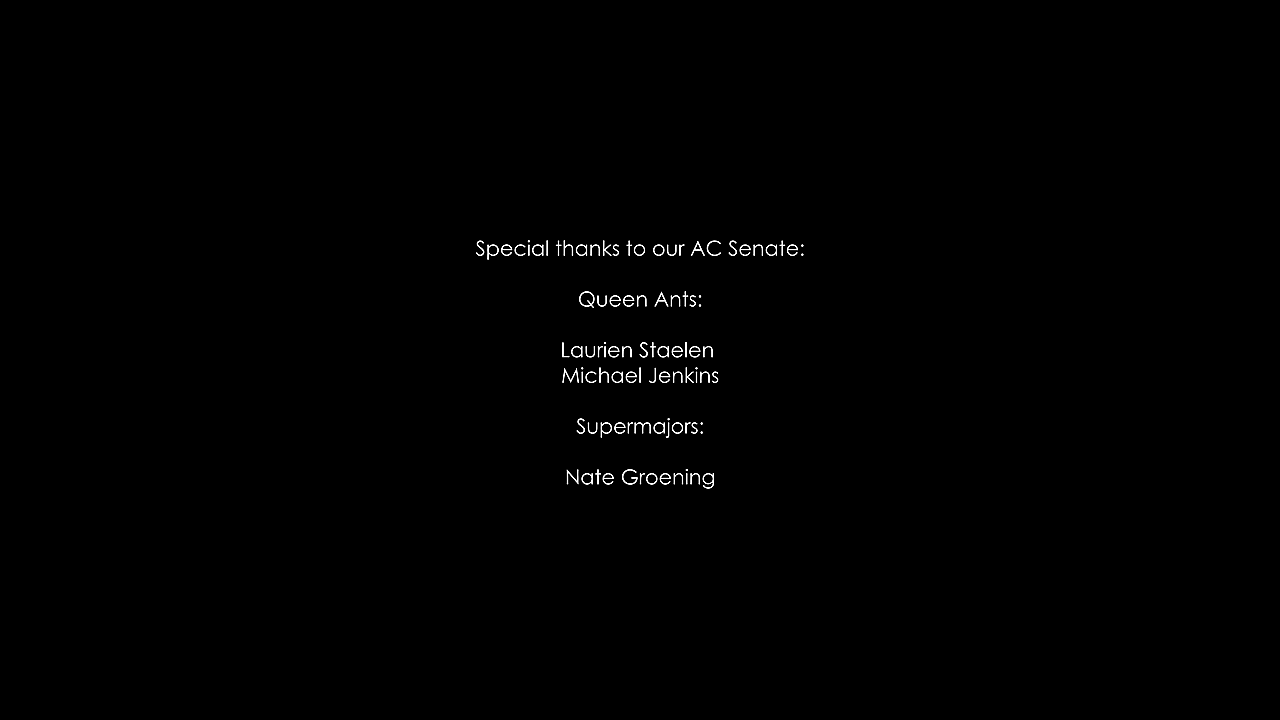 Special thanks to our AC Senate:
Queen Ants:
Laurien Staelen
Michael Jenkins
Supermajors:
Nate Groening